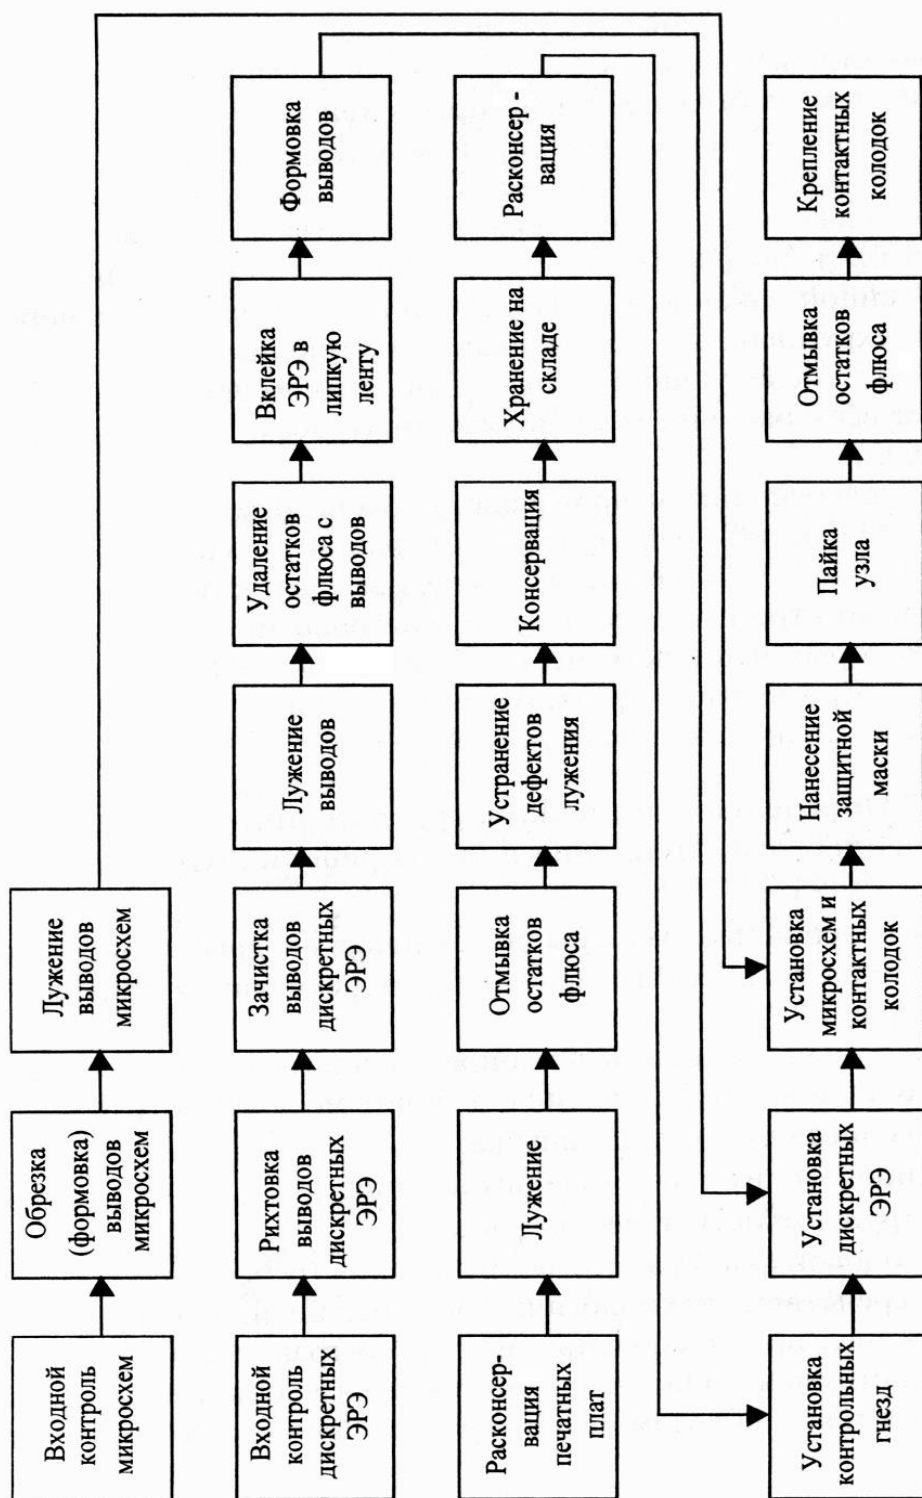 Входной
контроль
микросхем
Обрезка
(формовка)
выводов
микросхем
Лужение
выводов
микросхем
Входной
контроль
дискретных
ЭРЭ
Рихтовка
выводов
дискретных
ЭРЭ
Зачистка
выводов
дискретных
ЭРЭ
Лужение
выводов
Удаление
остатков
флюса с
выводов
Вклейка
ЭРЭ в
липкую
ленту
Формовка
выводов
Расконсер-
вация
печатных
плат
Лужение
Отмывка
остатков
флюса
Устранение
дефектов
лужения
Консервация
Хранение на
складе
Расконсер -
вация
Установка
контрольных
гнезд
Установка
дискретных
ЭРЭ
Установка
микросхем и
контактных
колодок
Нанесение
защитной
маски
Пайка
узла
Отмывка
остатков
флюса
Крепление
контактных
колодок